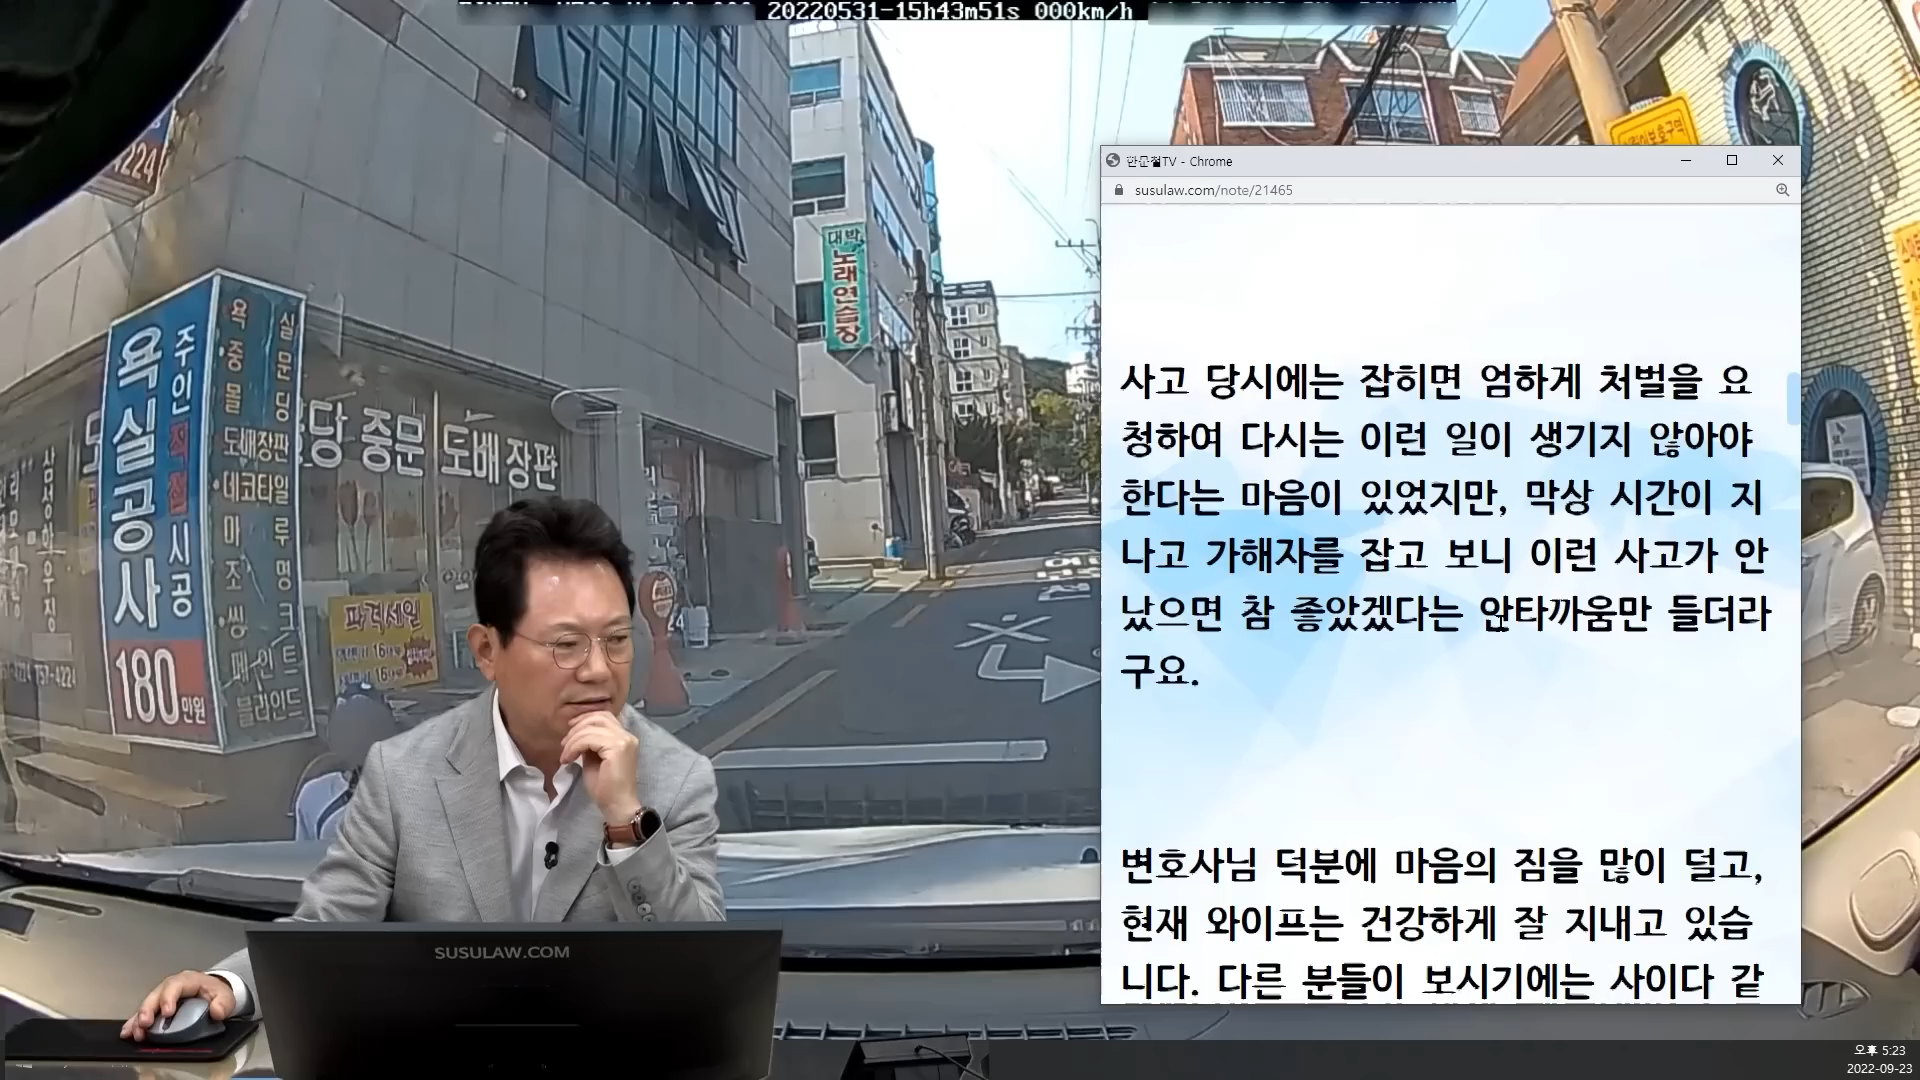 20220531-15h43m51s 000km/h
4224
대박
노래연습장
어린이보호구역
욕실공사
주인직접시공
180만원
욕실
중문
몰딩
도배장판
데코타일
마루
조명
씽크
페인트
블라인드
당 중문 도배장판
파격세일
한문철TV - Chrome
susulaw.com/note/21465
사고 당시에는 잡히면 엄하게 처벌을 요
청하여 다시는 이런 일이 생기지 않아야
한다는 마음이 있었지만, 막상 시간이 지
나고 가해자를 잡고 보니 이런 사고가 안
났으면 참 좋았겠다는 안타까움만 들더라
구요.
변호사님 덕분에 마음의 짐을 많이 덜고,
현재 와이프는 건강하게 잘 지내고 있습
니다. 다른 분들이 보시기에는 사이다 같
SUSULAW.COM
오후 5:23
2022-09-23